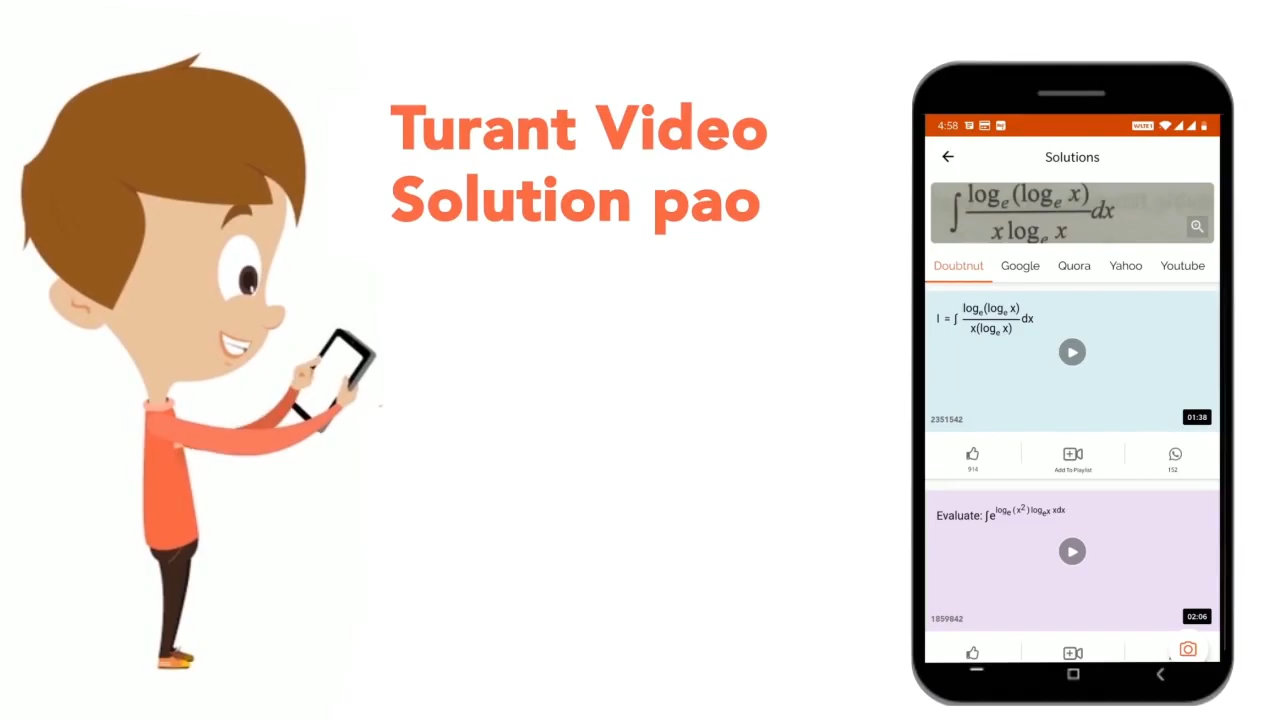 Turant Video
Solution pao
4:58
VoLTE1
Solutions
∫ logₑ(logₑ x) / x logₑ x dx
Doubtnut Google Quora Yahoo Youtube
I = ∫ logₑ(logₑ x) / x(logₑ x) dx
2351542 01:38
914 Add To Playlist 152
Evaluate: ∫e^logₑ(x²)logₑx xdx
1859842 02:06